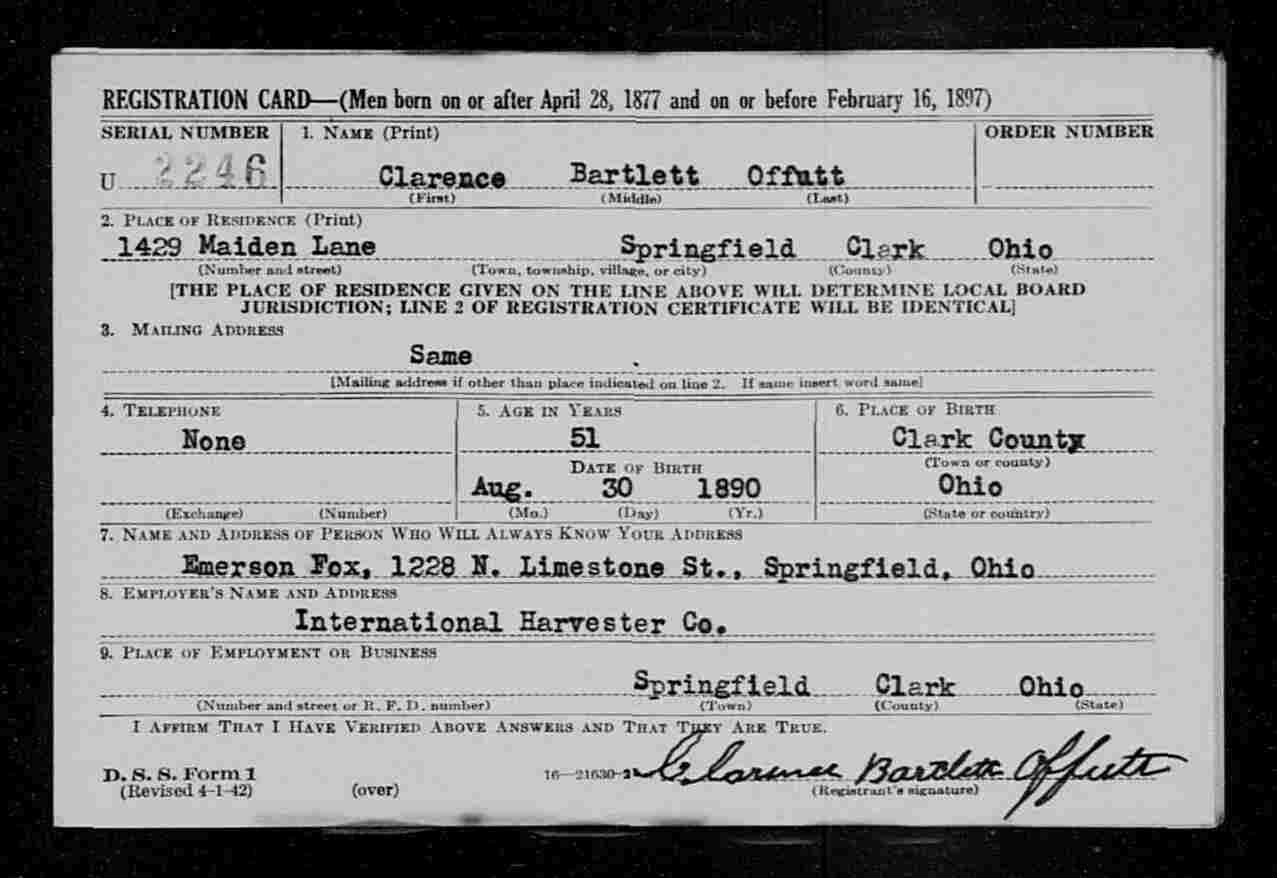 REGISTRATION CARD—(Men born on or after April 28, 1877 and on or before February 16, 1897)
SERIAL NUMBER 1. NAME (Print) ORDER NUMBER
U 2246 Clarence Bartlett Offutt
(First) (Middle) (Last)
2. PLACE OF RESIDENCE (Print)
1429 Maiden Lane Springfield Clark Ohio
(Number and street) (Town, township, village, or city) (County) (State)
[THE PLACE OF RESIDENCE GIVEN ON THE LINE ABOVE WILL DETERMINE LOCAL BOARD
JURISDICTION; LINE 2 OF REGISTRATION CERTIFICATE WILL BE IDENTICAL]
3. MAILING ADDRESS
Same
[Mailing address if other than place indicated on line 2. If same insert word same]
4. TELEPHONE 5. AGE IN YEARS 6. PLACE OF BIRTH
None 51 Clark County
DATE OF BIRTH (Town or county)
Aug. 30 1890 Ohio
(Exchange) (Number) (Mo.) (Day) (Yr.) (State or country)
7. NAME AND ADDRESS OF PERSON WHO WILL ALWAYS KNOW YOUR ADDRESS
Emerson Fox, 1228 N. Limestone St., Springfield, Ohio
8. EMPLOYER'S NAME AND ADDRESS
International Harvester Co.
9. PLACE OF EMPLOYMENT OR BUSINESS
Springfield Clark Ohio
(Number and street or R. F. D. number) (Town) (County) (State)
I AFFIRM THAT I HAVE VERIFIED ABOVE ANSWERS AND THAT THEY ARE TRUE.
D. S. S. Form 1 16—21630-2 Clarence Bartlett Offutt
(Revised 4-1-42) (over) (Registrant's signature)